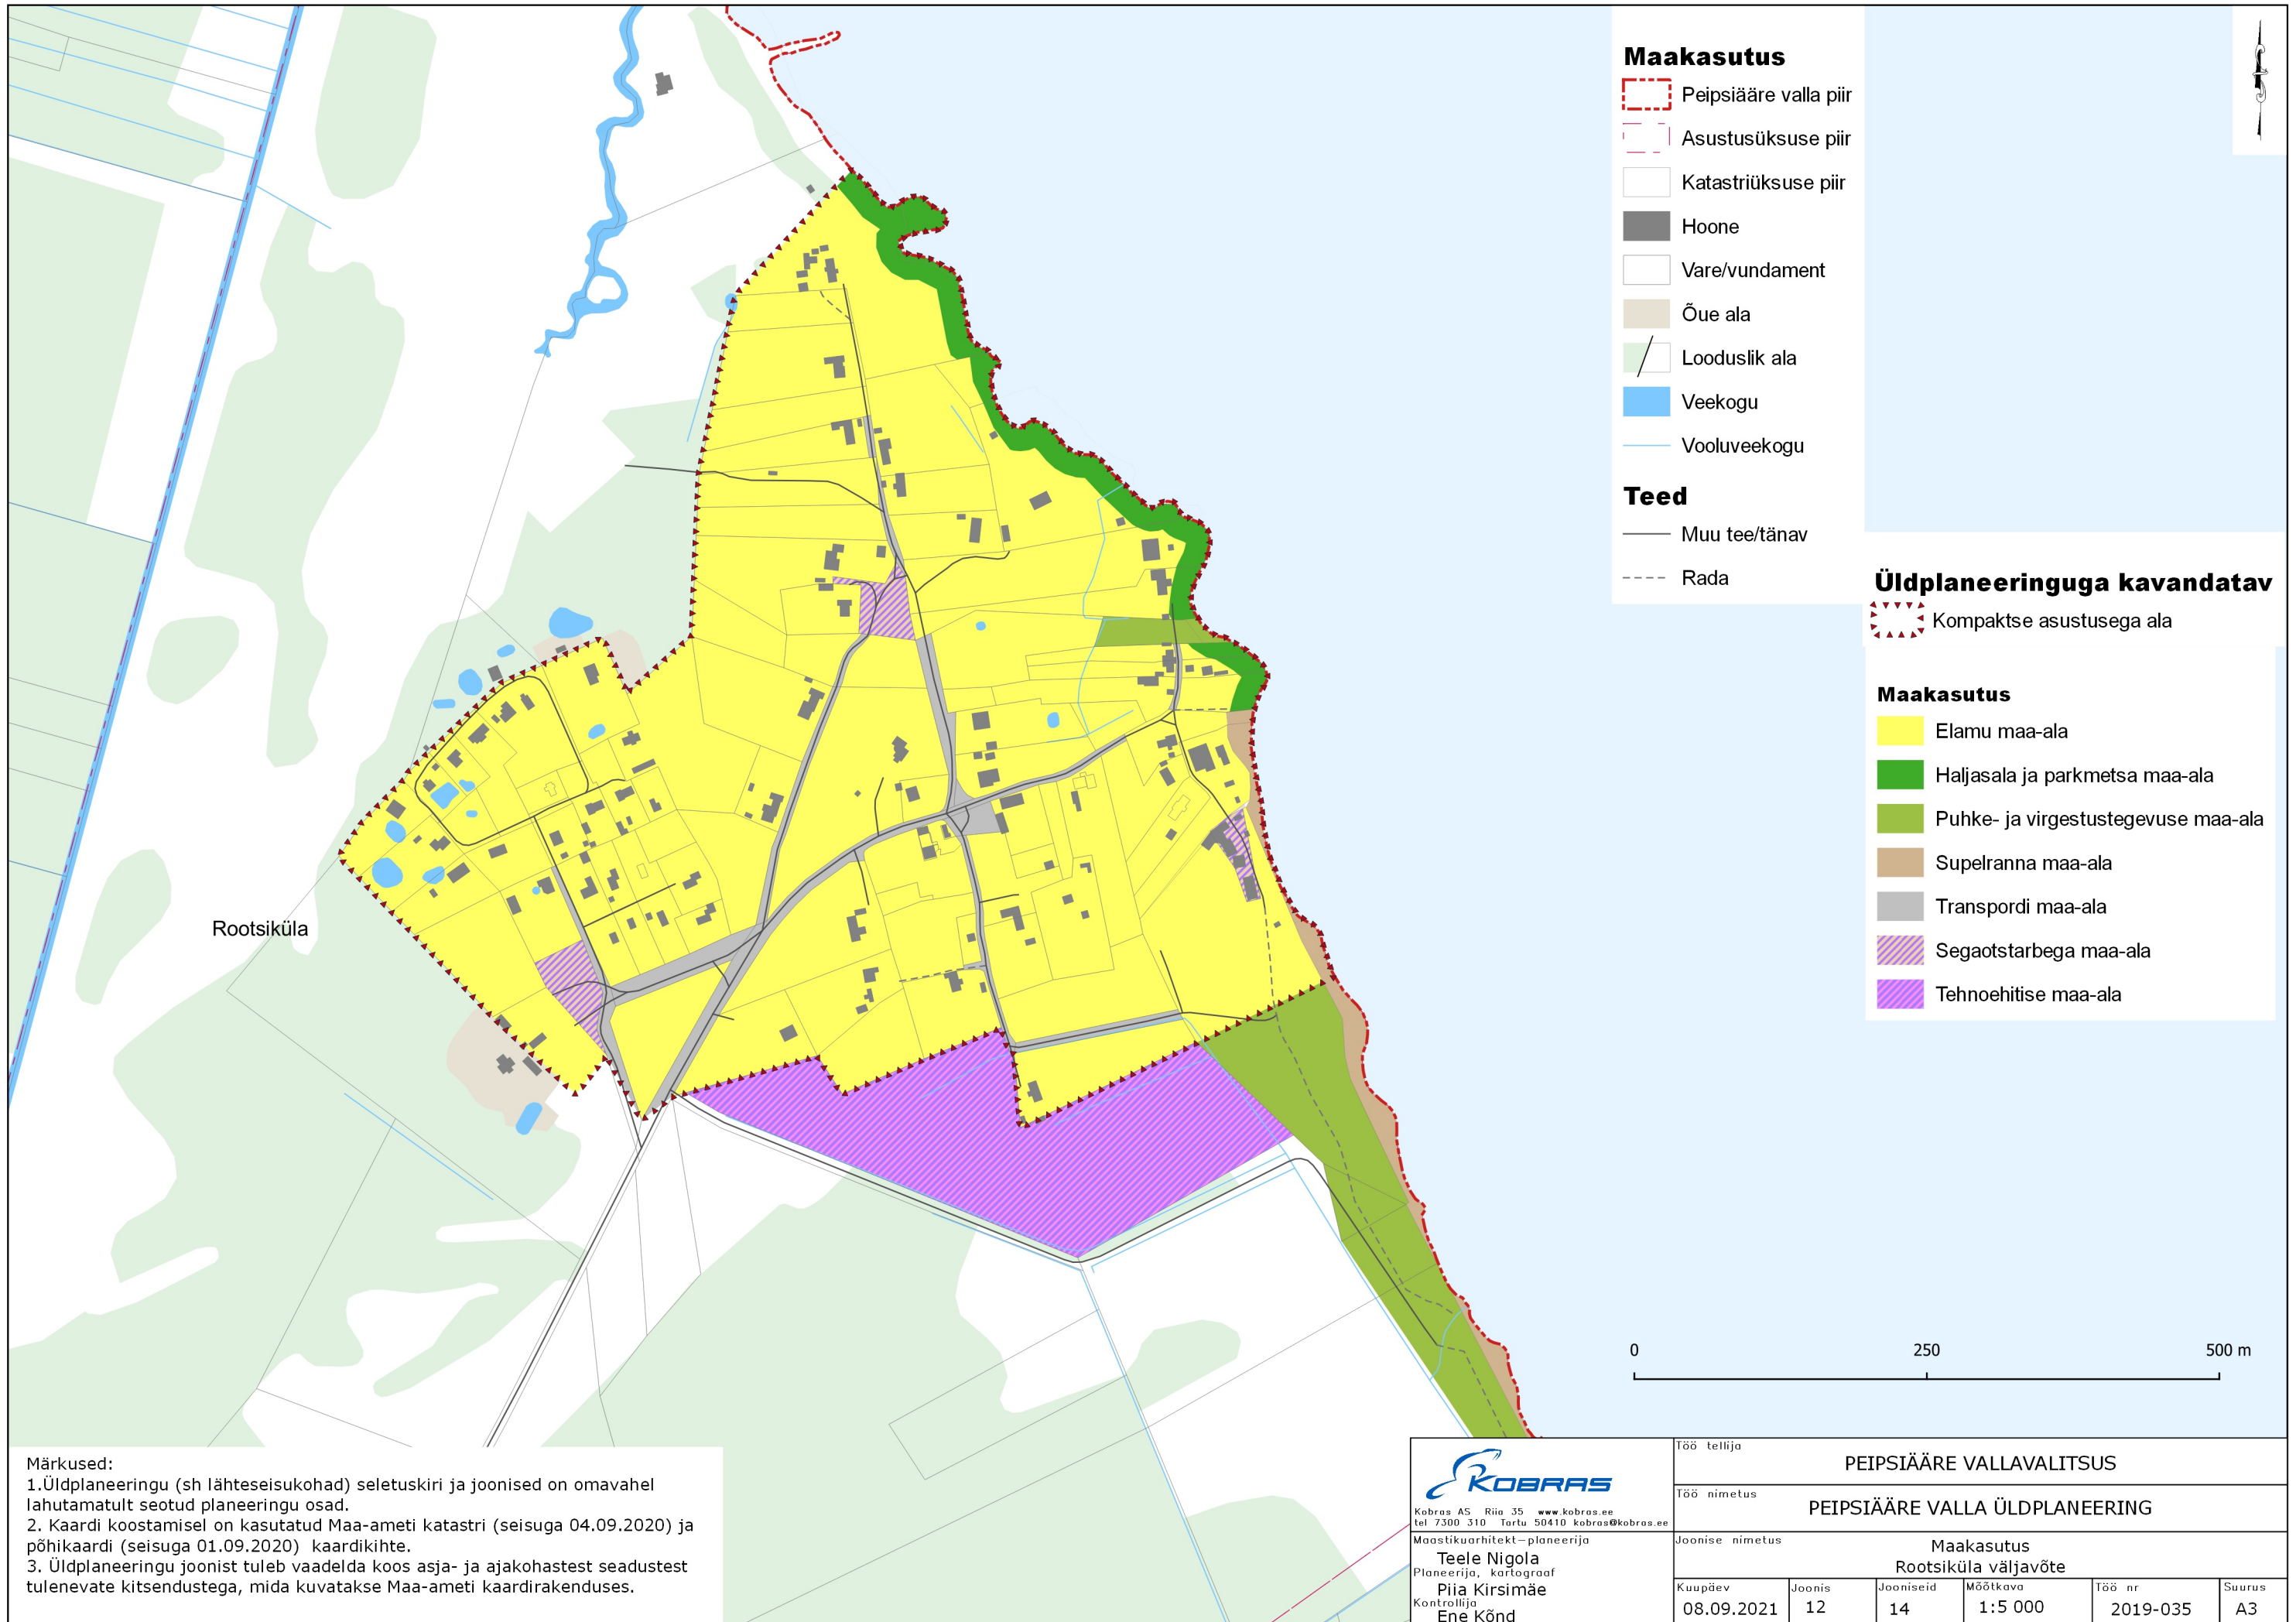 Maakasutus
Peipsiääre valla piir
Asustusüksuse piir
Katastriüksuse piir
Hoone
Vare/vundament
Õue ala
Looduslik ala
Veekogu
Vooluveekogu
Teed
Muu tee/tänav
Rada
Üldplaneeringuga kavandatav
Kompaktse asustusega ala
Maakasutus
Elamu maa-ala
Haljasala ja parkmetsa maa-ala
Puhke- ja virgestustegevuse maa-ala
Supelranna maa-ala
Transpordi maa-ala
Segaotstarbega maa-ala
Tehnoehitise maa-ala
Rootsiküla
0 250 500 m
Märkused:
1.Üldplaneeringu (sh lähteseisukohad) seletuskiri ja joonised on omavahel
lahutamatult seotud planeeringu osad.
2. Kaardi koostamisel on kasutatud Maa-ameti katastri (seisuga 04.09.2020) ja
põhikaardi (seisuga 01.09.2020) kaardikihte.
3. Üldplaneeringu joonist tuleb vaadelda koos asja- ja ajakohastest seadustest
tulenevate kitsendustega, mida kuvatakse Maa-ameti kaardirakenduses.
KOBRAS
Kobras AS Riia 35 www.kobras.ee
tel 7300 310 Tartu 50410 kobras@kobras.ee
Maastikuarhitekt-planeerija
Teele Nigola
Planeerija, kartograaf
Piia Kirsimäe
Kontrollija
Ene Kõnd
Töö tellija
PEIPSIÄÄRE VALLAVALITSUS
Töö nimetus
PEIPSIÄÄRE VALLA ÜLDPLANEERING
Joonise nimetus
Maakasutus
Rootsiküla väljavõte
Kuupäev Joonis Jooniseid Mõõtkava Töö nr Suurus
08.09.2021 12 14 1:5 000 2019-035 A3